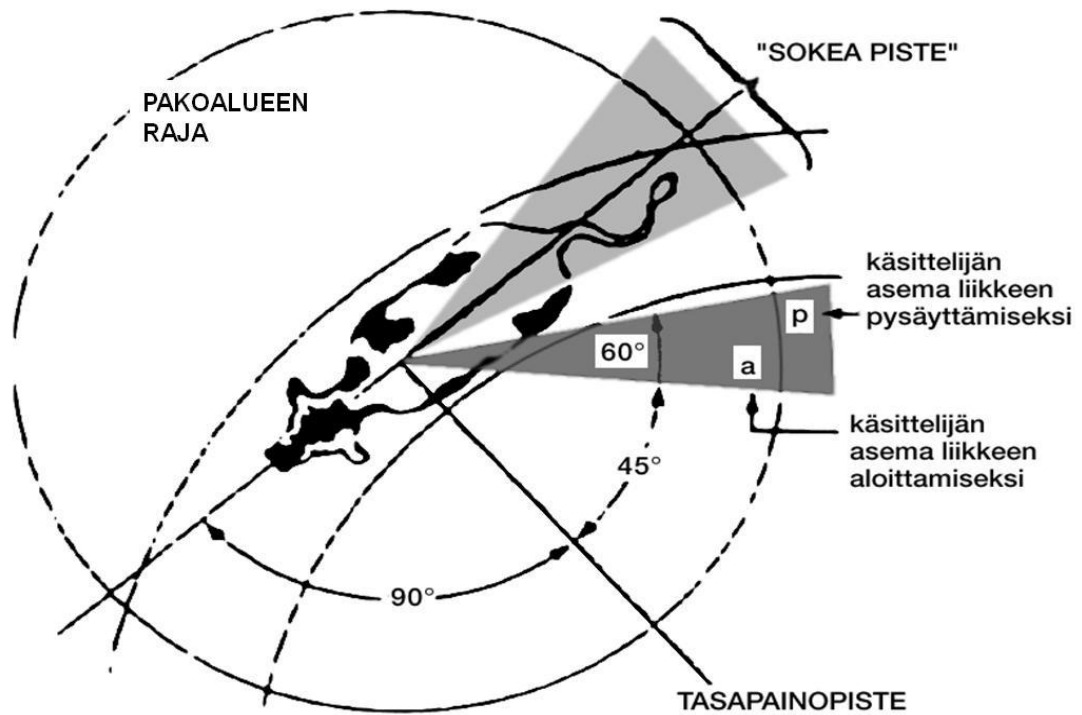 "SOKEA PISTE"
PAKOALUEEN
RAJA
käsittelijän
asema liikkeen
pysäyttämiseksi
p
60°
a
käsittelijän
asema liikkeen
aloittamiseksi
45°
90°
TASAPAINOPISTE